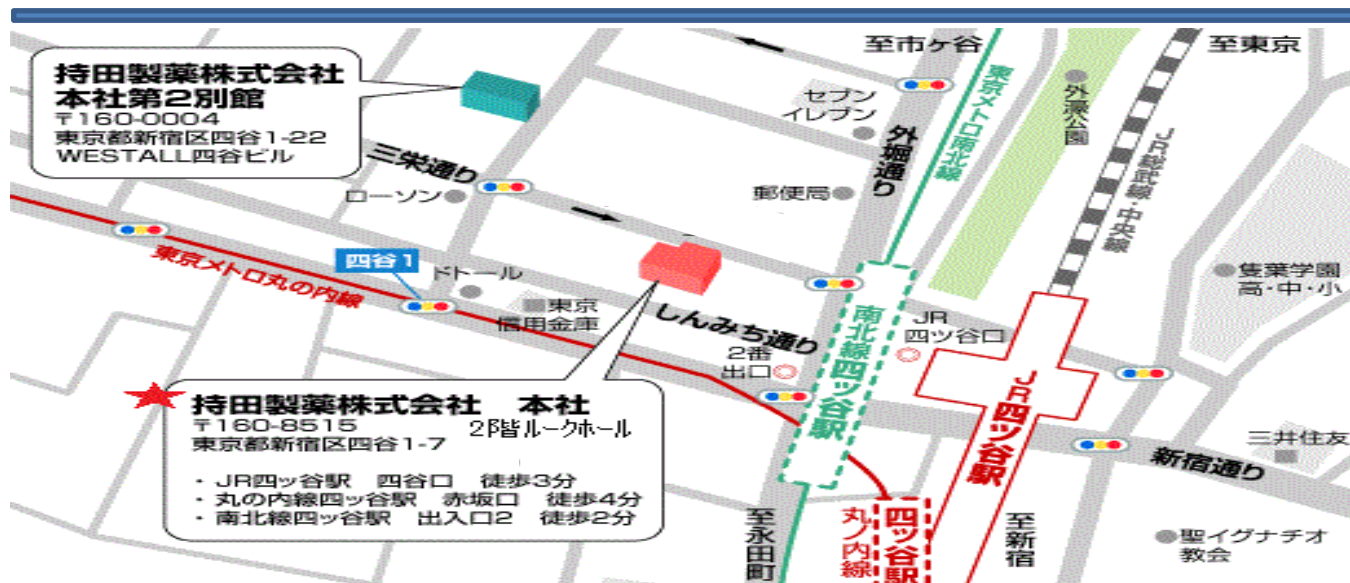 持田製薬株式会社
本社第2別館
〒160-0004
東京都新宿区四谷1-22
WESTALL四谷ビル
至市ヶ谷
至東京
東京メトロ南北線
外濠公園
セブン
イレブン
外堀通り
JR総武線・中央線
三栄通り
ローソン
郵便局
東京メトロ丸の内線
四谷1
ドトール
東京
信用金庫
しんみち通り
2番
出口
南北線四ツ谷駅
JR
四ツ谷口
雙葉学園
高・中・小
JR四ツ谷駅
三井住友
新宿通り
持田製薬株式会社 本社
〒160-8515
2階ルークホール
東京都新宿区四谷1-7
・JR四ッ谷駅 四谷口 徒歩3分
・丸の内線四ッ谷駅 赤坂口 徒歩4分
・南北線四ッ谷駅 出入口2 徒歩2分
至永田町
丸ノ内線
四ツ谷駅
至新宿
聖イグナチオ
教会